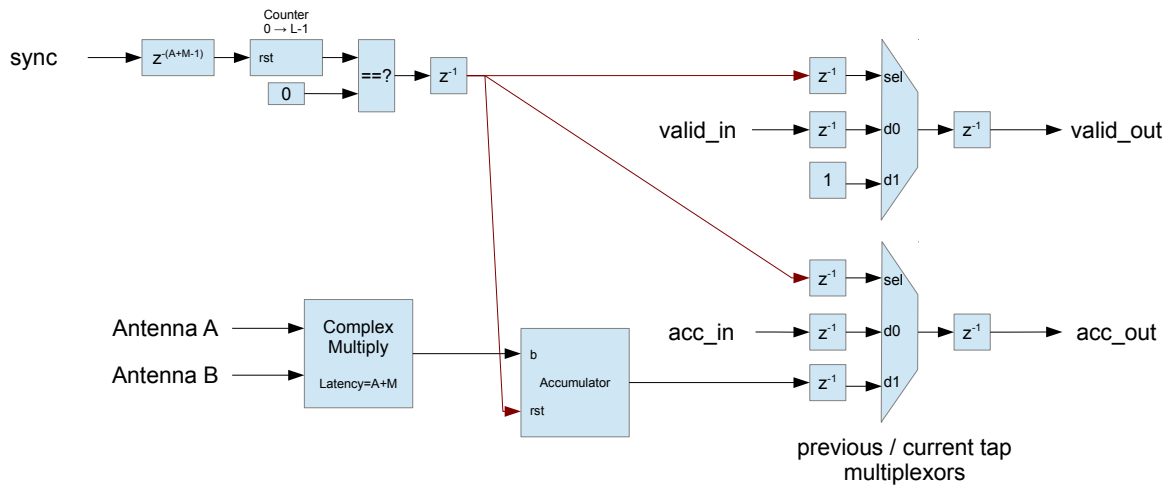 Counter
0 → L-1
sync
z-(A+M-1)
rst
==?
0
z-1
z-1
sel
valid_in
z-1
d0
z-1
valid_out
1
d1
z-1
sel
Antenna A
Complex
Multiply
acc_in
z-1
d0
z-1
acc_out
Antenna B
Latency=A+M
b
Accumulator
z-1
d1
rst
previous / current tap
multiplexors